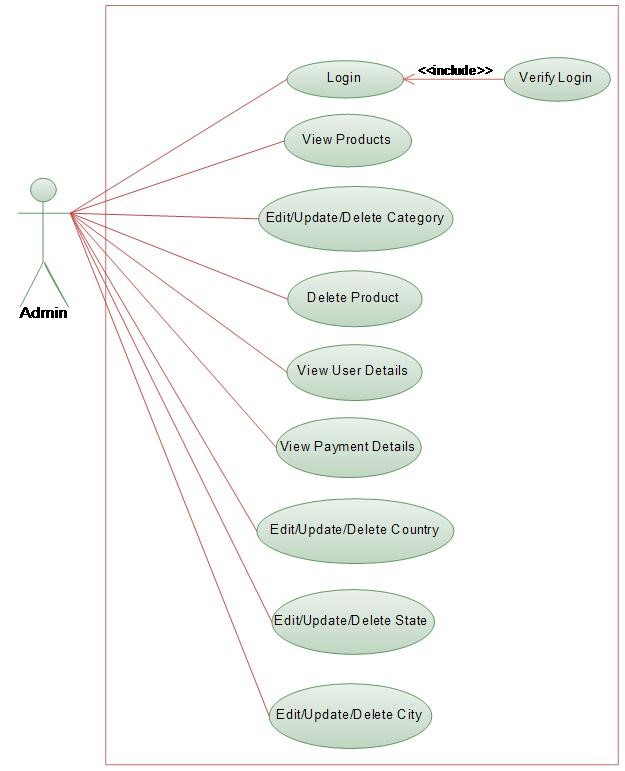 Login
<<include>>
Verify Login
View Products
Edit/Update/Delete Category
Delete Product
Admin
View User Details
View Payment Details
Edit/Update/Delete Country
Edit/Update/Delete State
Edit/Update/Delete City